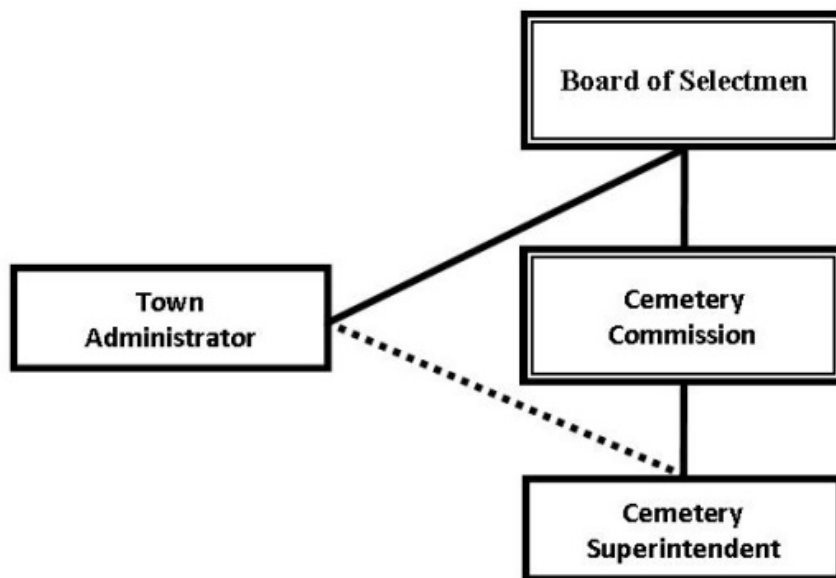 Board of Selectmen
Town
Administrator
Cemetery
Commission
Cemetery
Superintendent